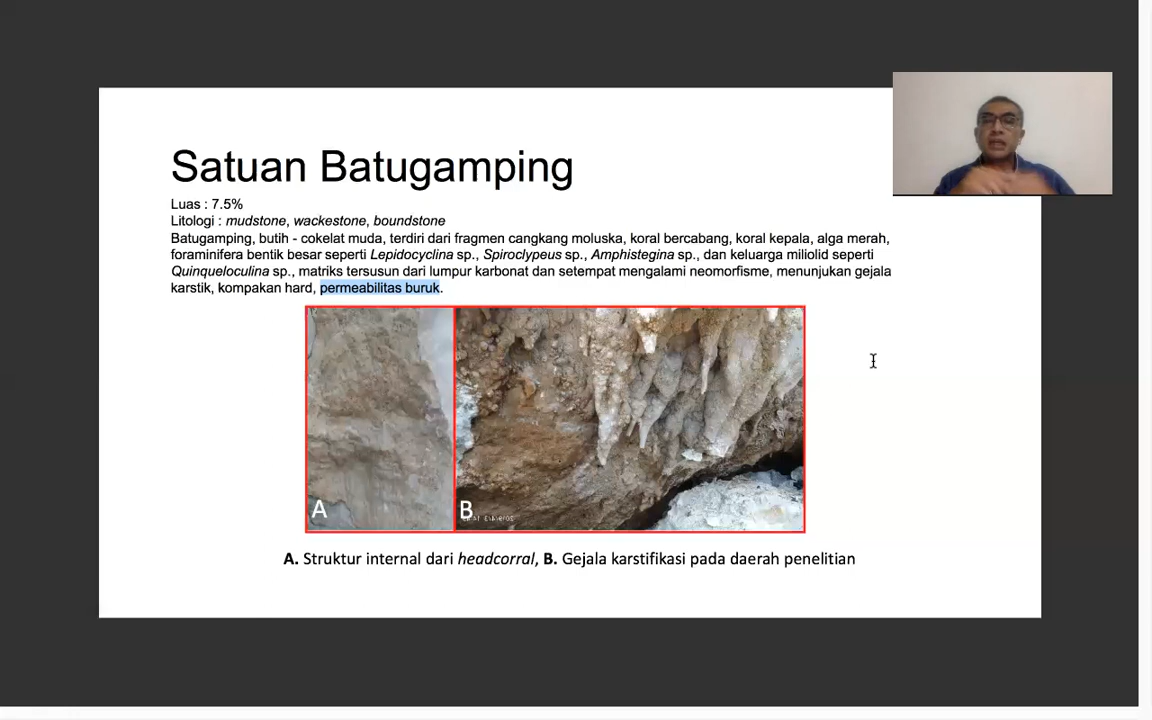 Satuan Batugamping
Luas : 7.5%
Litologi : mudstone, wackestone, boundstone
Batugamping, butih - cokelat muda, terdiri dari fragmen cangkang moluska, koral bercabang, koral kepala, alga merah,
foraminifera bentik besar seperti Lepidocyclina sp., Spiroclypeus sp., Amphistegina sp., dan keluarga miliolid seperti
Quinqueloculina sp., matriks tersusun dari lumpur karbonat dan setempat mengalami neomorfisme, menunjukan gejala
karstik, kompakan hard, permeabilitas buruk.
A
B
A. Struktur internal dari headcorral, B. Gejala karstifikasi pada daerah penelitian